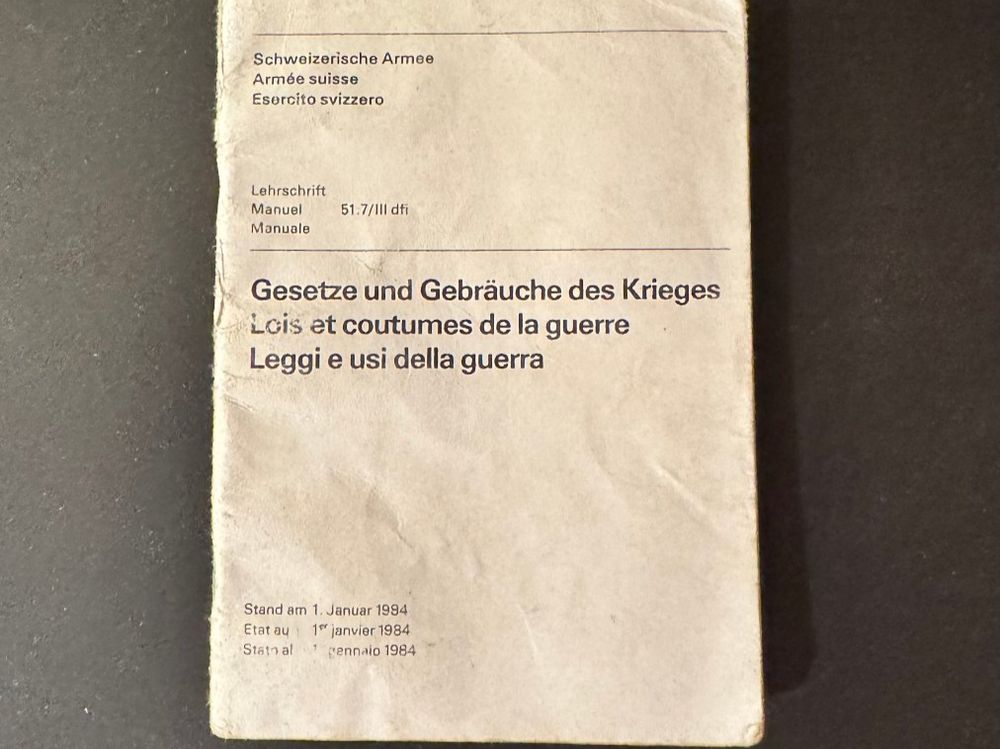 Schweizerische Armee
Armée suisse
Esercito svizzero
Lehrschrift
Manuel 51.7/III dfi
Manuale
Gesetze und Gebräuche des Krieges
Lois et coutumes de la guerre
Leggi e usi della guerra
Stand am 1. Januar 1984
Etat au 1er janvier 1984
Stato al 1° gennaio 1984